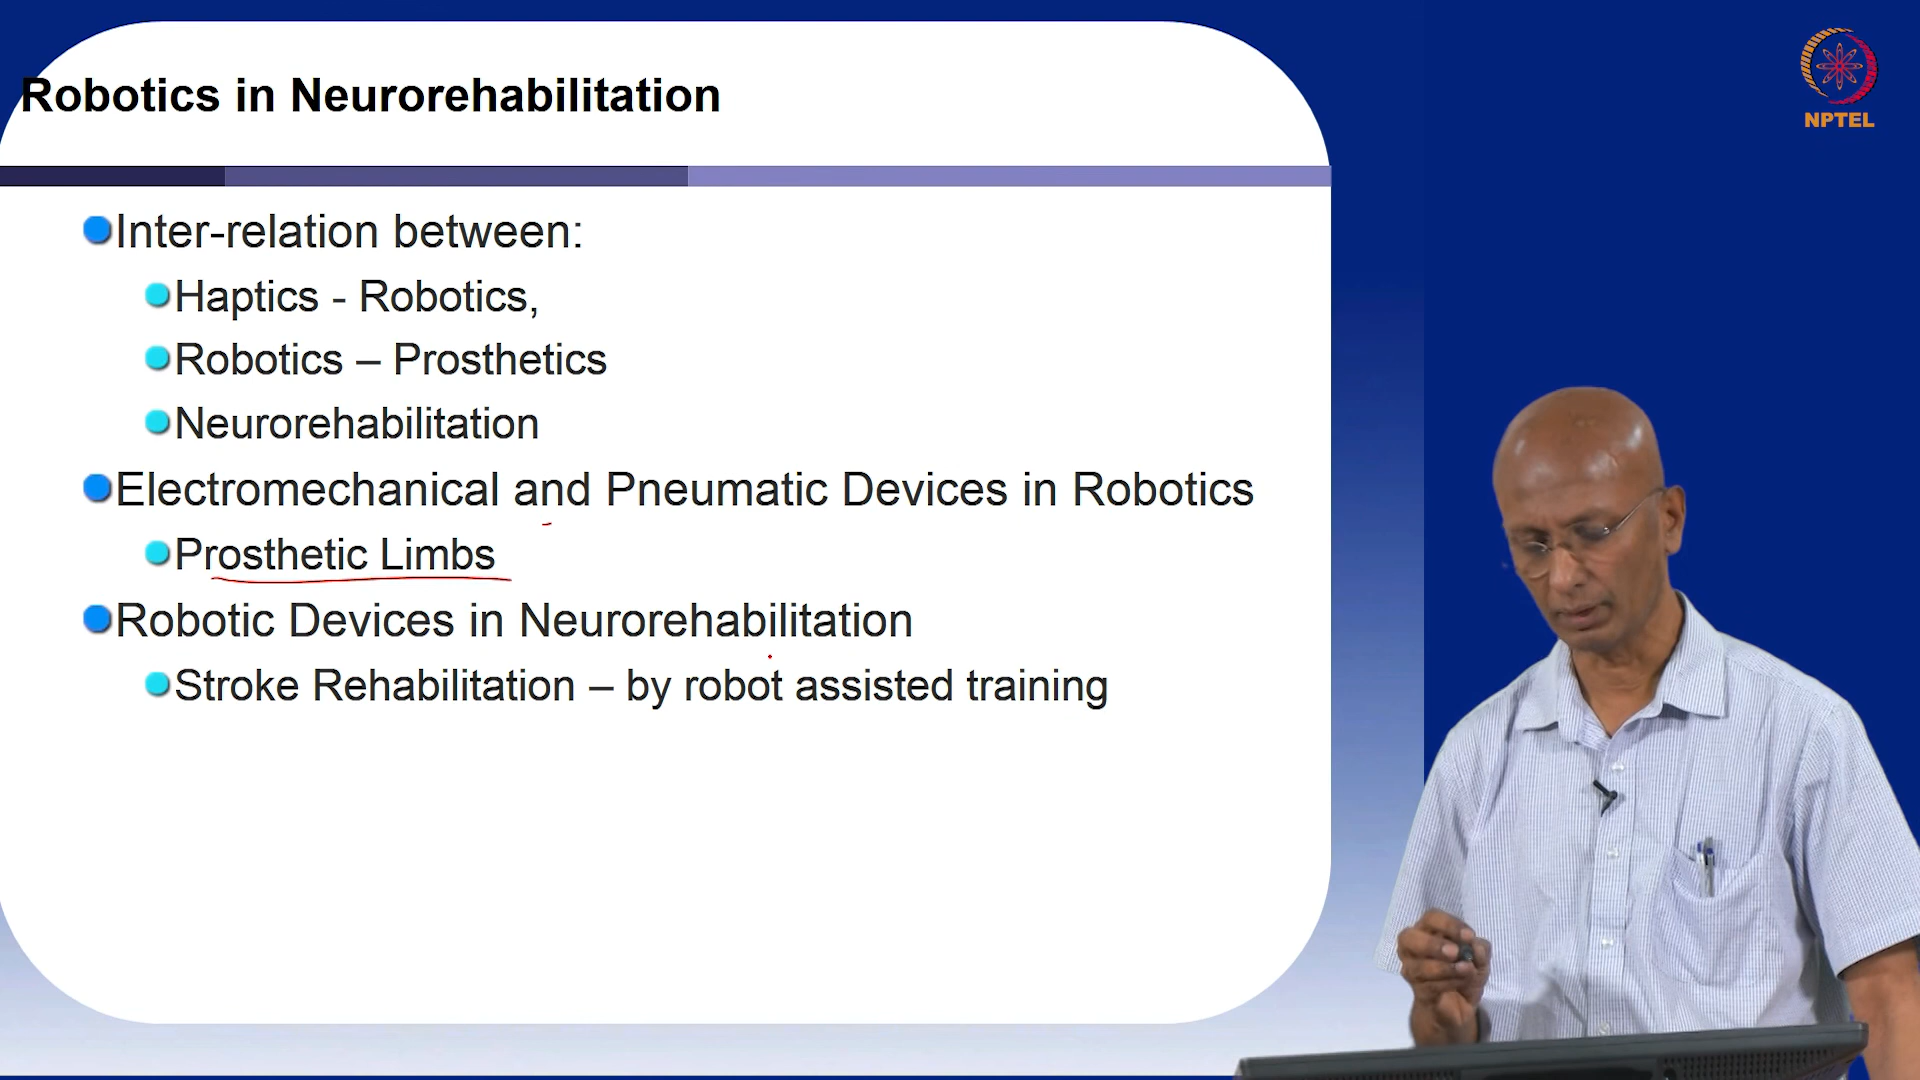 Robotics in Neurorehabilitation
NPTEL
Inter-relation between:
Haptics - Robotics,
Robotics – Prosthetics
Neurorehabilitation
Electromechanical and Pneumatic Devices in Robotics
Prosthetic Limbs
Robotic Devices in Neurorehabilitation
Stroke Rehabilitation – by robot assisted training